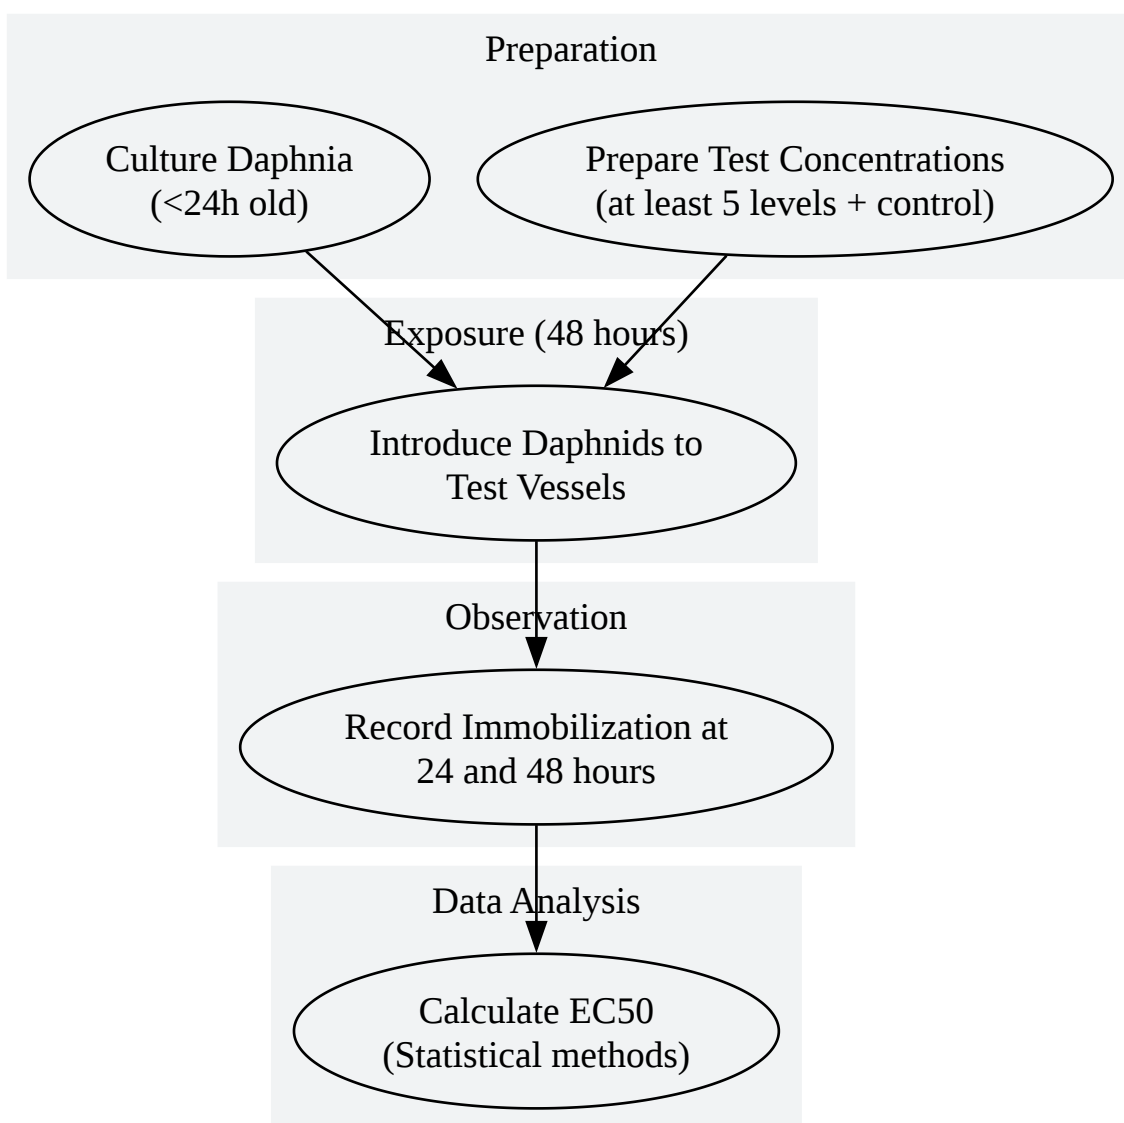 Preparation
Culture Daphnia
(<24h old)
Prepare Test Concentrations
(at least 5 levels + control)
Exposure (48 hours)
Introduce Daphnids to
Test Vessels
Observation
Record Immobilization at
24 and 48 hours
Data Analysis
Calculate EC50
(Statistical methods)